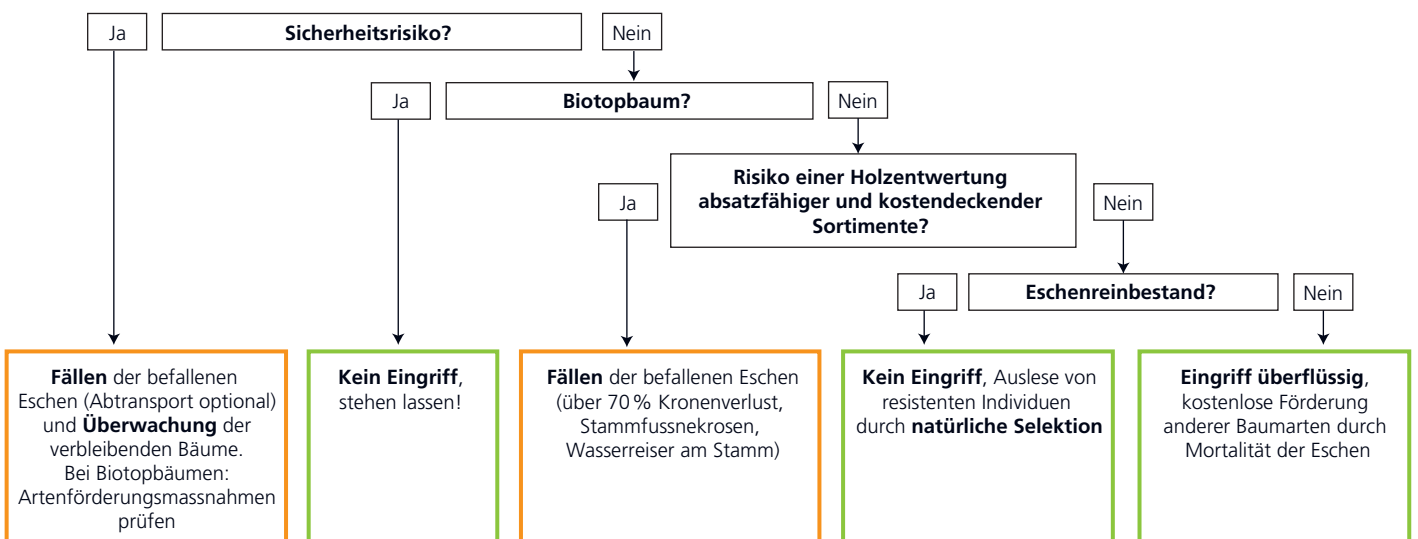 Ja
Sicherheitsrisiko?
Nein
Ja
Biotopbaum?
Nein
Ja
Risiko einer Holzentwertung
absatzfähiger und kostendeckender
Sortimente?
Nein
Ja
Eschenreinbestand?
Nein
Fällen der befallenen
Eschen (Abtransport optional)
und Überwachung der
verbleibenden Bäume.
Bei Biotopbäumen:
Artenförderungsmassnahmen
prüfen
Kein Eingriff,
stehen lassen!
Fällen der befallenen Eschen
(über 70 % Kronenverlust,
Stammfussnekrosen,
Wasserreiser am Stamm)
Kein Eingriff, Auslese von
resistenten Individuen
durch natürliche Selektion
Eingriff überflüssig,
kostenlose Förderung
anderer Baumarten durch
Mortalität der Eschen